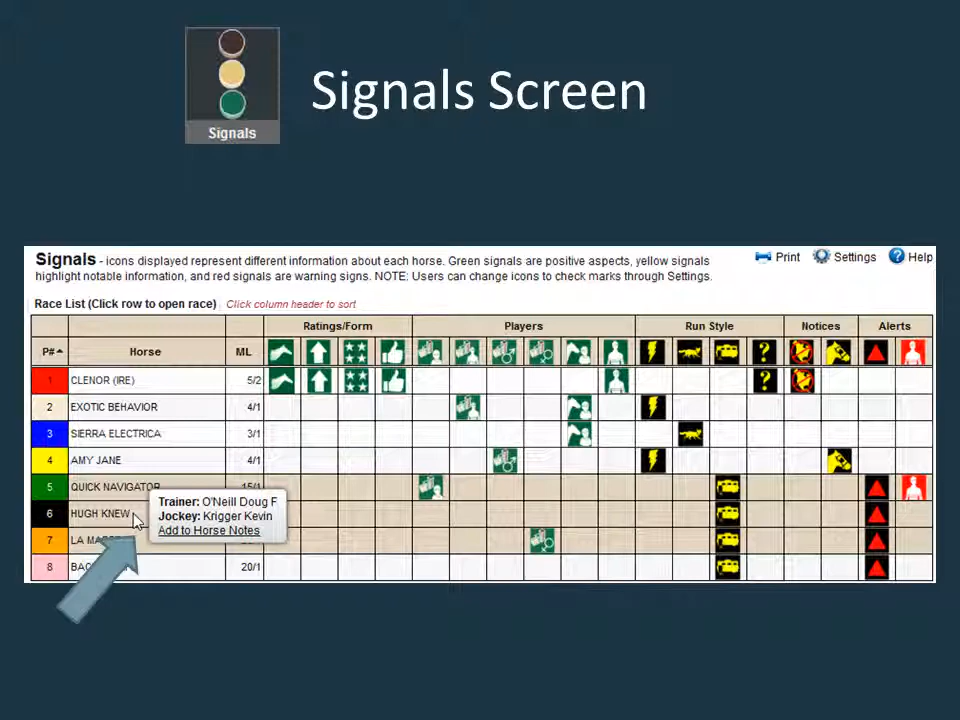 Signals
Signals Screen
Signals - icons displayed represent different information about each horse. Green signals are positive aspects, yellow signals
highlight notable information, and red signals are warning signs. NOTE: Users can change icons to check marks through Settings.
Print Settings Help
Race List (Click row to open race) Click column header to sort
Ratings/Form Players Run Style Notices Alerts
P# Horse ML
1 CLENOR (IRE) 5/2
2 EXOTIC BEHAVIOR 4/1
3 SIERRA ELECTRICA 3/1
4 AMY JANE 4/1
5 QUICK NAVIGATOR 15/1
6 HUGH KNEW
7 LA
8
20/1
Trainer: O'Neill Doug F
Jockey: Krigger Kevin
Add to Horse Notes